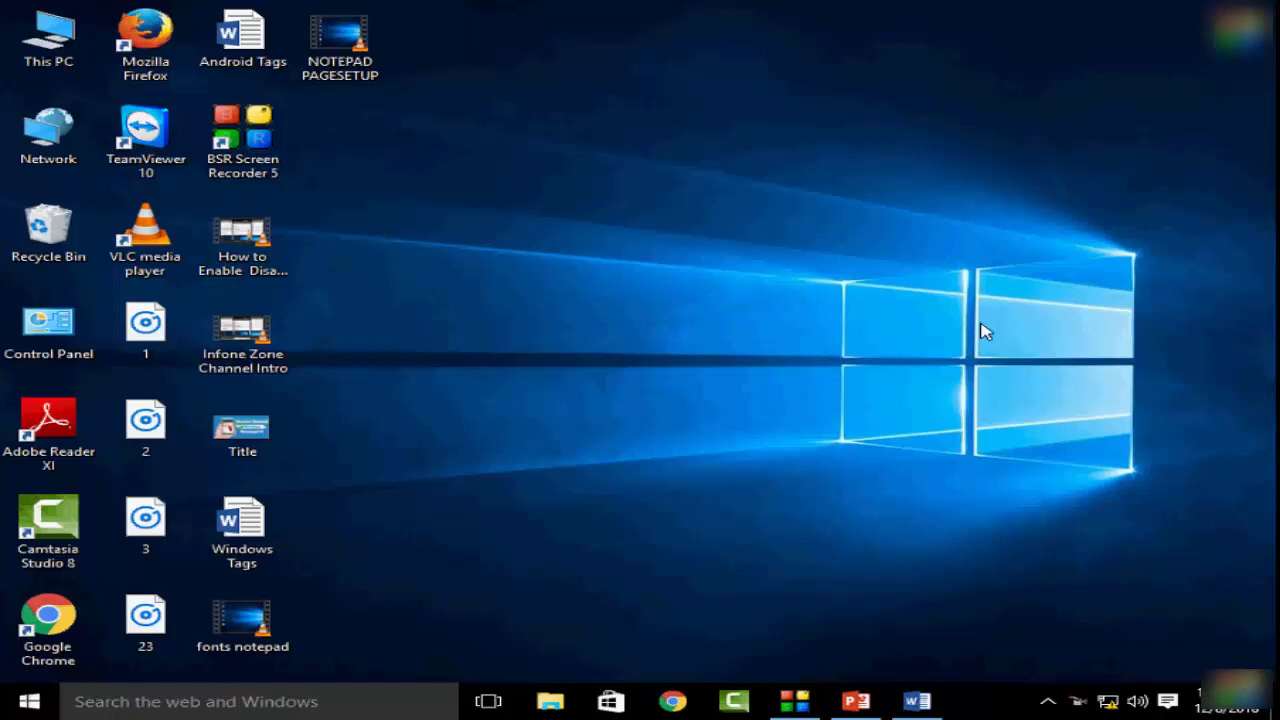 This PC
Mozilla
Firefox
Android Tags
NOTEPAD
PAGESETUP
Network
TeamViewer
10
BSR Screen
Recorder 5
Recycle Bin
VLC media
player
How to
Enable Disa...
Control Panel
1
Infone Zone
Channel Intro
Adobe Reader
XI
2
Title
Camtasia
Studio 8
3
Windows
Tags
Google
Chrome
23
fonts notepad
Search the web and Windows